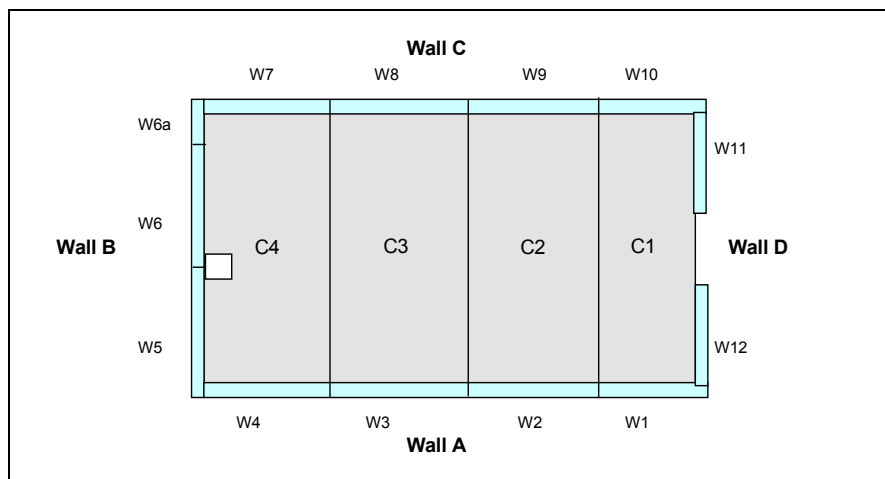 Wall C
W7 W8 W9 W10
W6a
W11
W6
Wall B
C4 C3 C2 C1
Wall D
W5
W12
W4 W3 W2 W1
Wall A